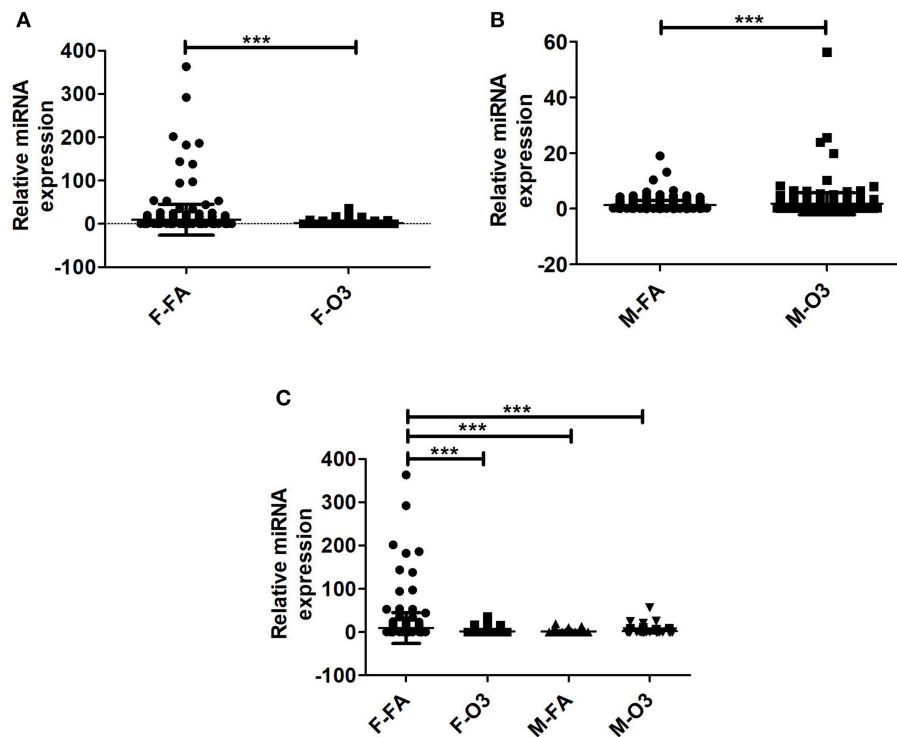 A
***
Relative miRNA
expression
400
300
200
100
0
-100
F-FA
F-O3
B
***
Relative miRNA
expression
60
40
20
0
-20
M-FA
M-O3
C
***
***
***
Relative miRNA
expression
400
300
200
100
0
-100
F-FA
F-O3
M-FA
M-O3